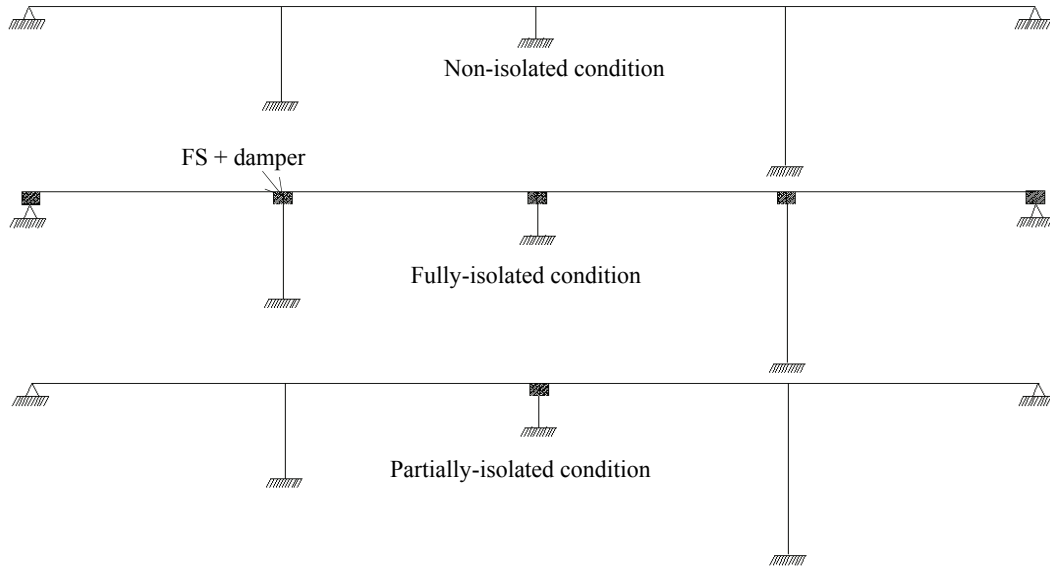 Non-isolated condition
FS + damper
Fully-isolated condition
Partially-isolated condition